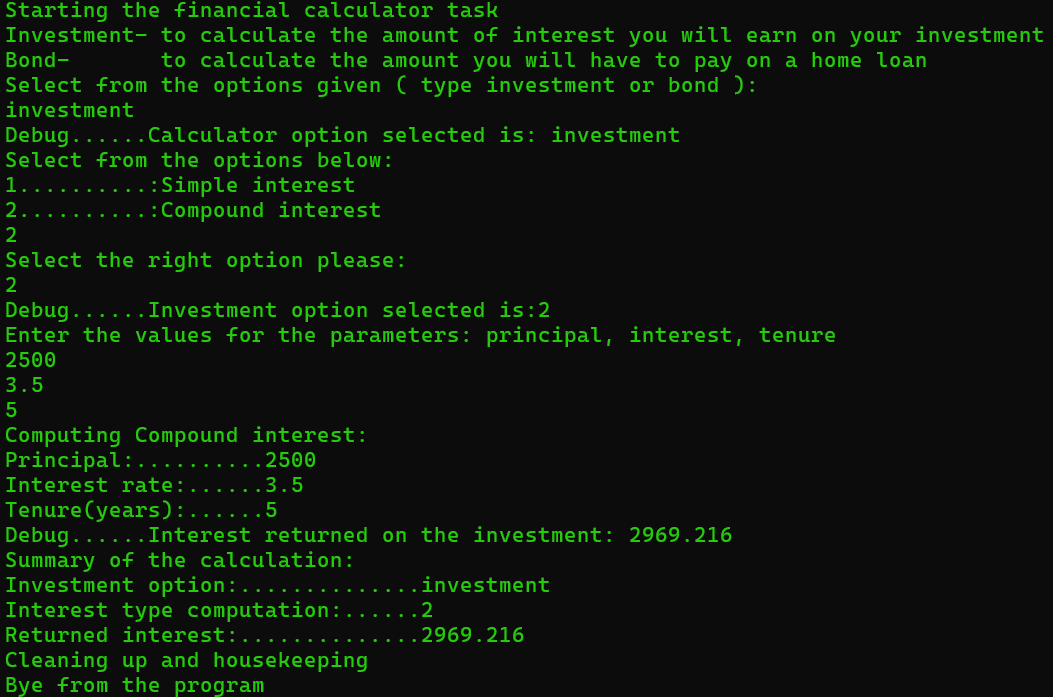 Starting the financial calculator task
Investment- to calculate the amount of interest you will earn on your investment
Bond-       to calculate the amount you will have to pay on a home loan
Select from the options given ( type investment or bond ):
investment
Debug......Calculator option selected is: investment
Select from the options below:
1..........:Simple interest
2..........:Compound interest
2
Select the right option please:
2
Debug......Investment option selected is:2
Enter the values for the parameters: principal, interest, tenure
2500
3.5
5
Computing Compound interest:
Principal:..........2500
Interest rate:......3.5
Tenure(years):......5
Debug......Interest returned on the investment: 2969.216
Summary of the calculation:
Investment option:..............investment
Interest type computation:......2
Returned interest:..............2969.216
Cleaning up and housekeeping
Bye from the program